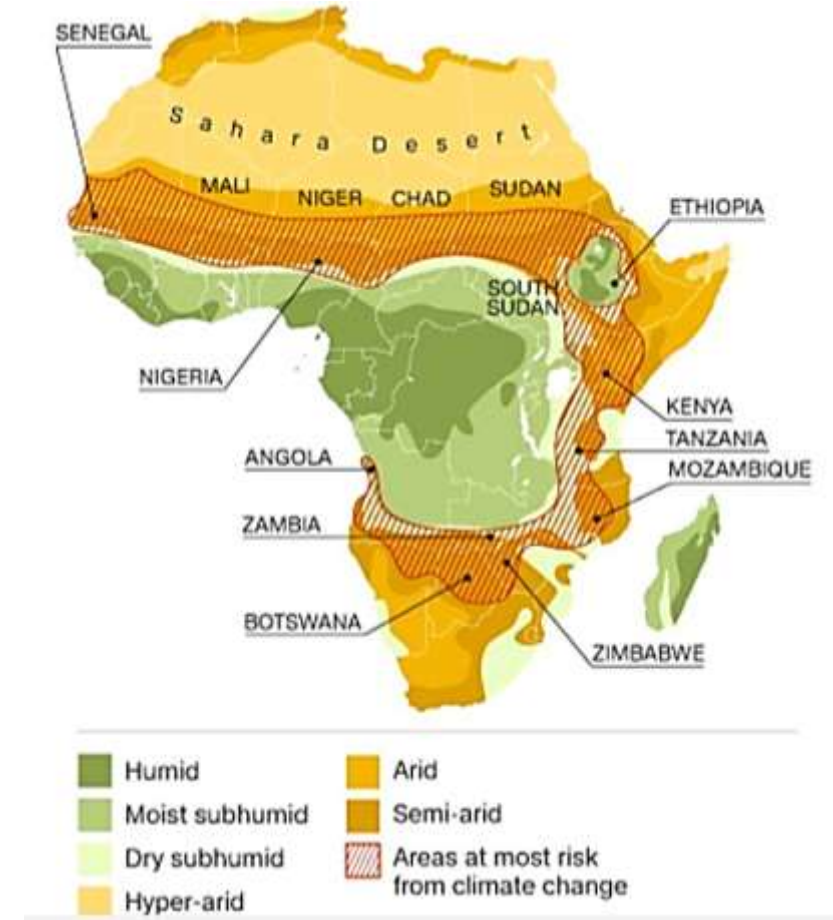 SENEGAL
Sahara Desert
MALI
NIGER
CHAD
SUDAN
ETHIOPIA
SOUTH
SUDAN
NIGERIA
KENYA
TANZANIA
ANGOLA
MOZAMBIQUE
ZAMBIA
BOTSWANA
ZIMBABWE
Humid
Moist subhumid
Dry subhumid
Hyper-arid
Arid
Semi-arid
Areas at most risk
from climate change